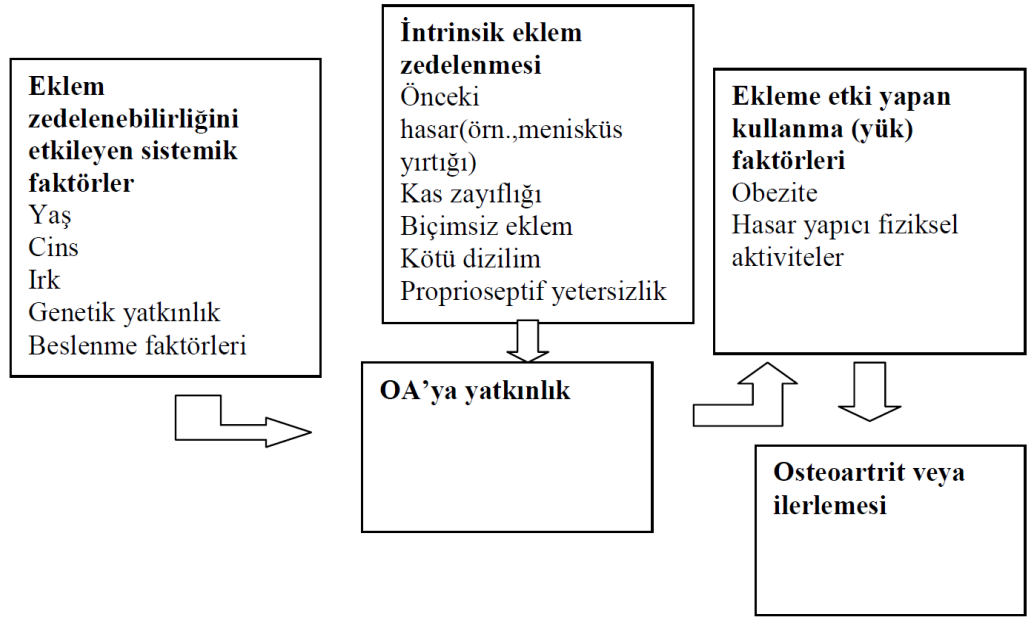 Eklem
zedelenebilirliğini
etkileyen sistemik
faktörler
Yaş
Cins
Irk
Genetik yatkınlık
Beslenme faktörleri
İntrinsik eklem
zedelenmesi
Önceki
hasar(örn.,menisküs
yırtığı)
Kas zayıflığı
Biçimsiz eklem
Kötü dizilim
Proprioseptif yetersizlik
OA’ya yatkınlık
Ekleme etki yapan
kullanma (yük)
faktörleri
Obezite
Hasar yapıcı fiziksel
aktiviteler
Osteoartrit veya
ilerlemesi